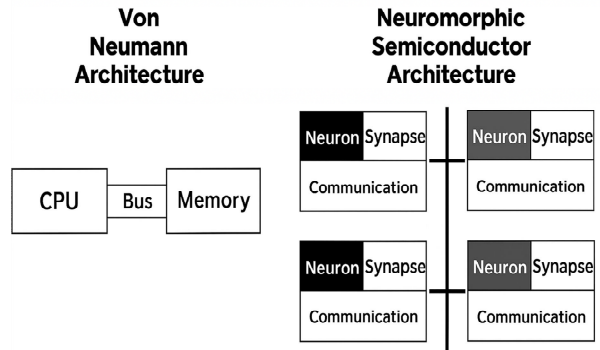 Von
Neumann
Architecture
CPU
Bus
Memory
Neuromorphic
Semiconductor
Architecture
Neuron Synapse
Communication
Neuron Synapse
Communication
Neuron Synapse
Communication
Neuron Synapse
Communication